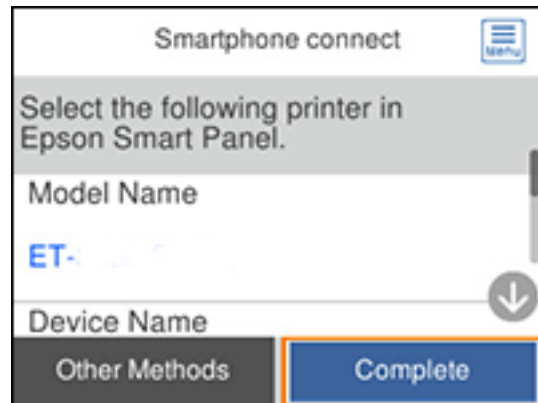 Smartphone connect
Menu
Select the following printer in
Epson Smart Panel.
Model Name
ET-
Device Name
Other Methods
Complete